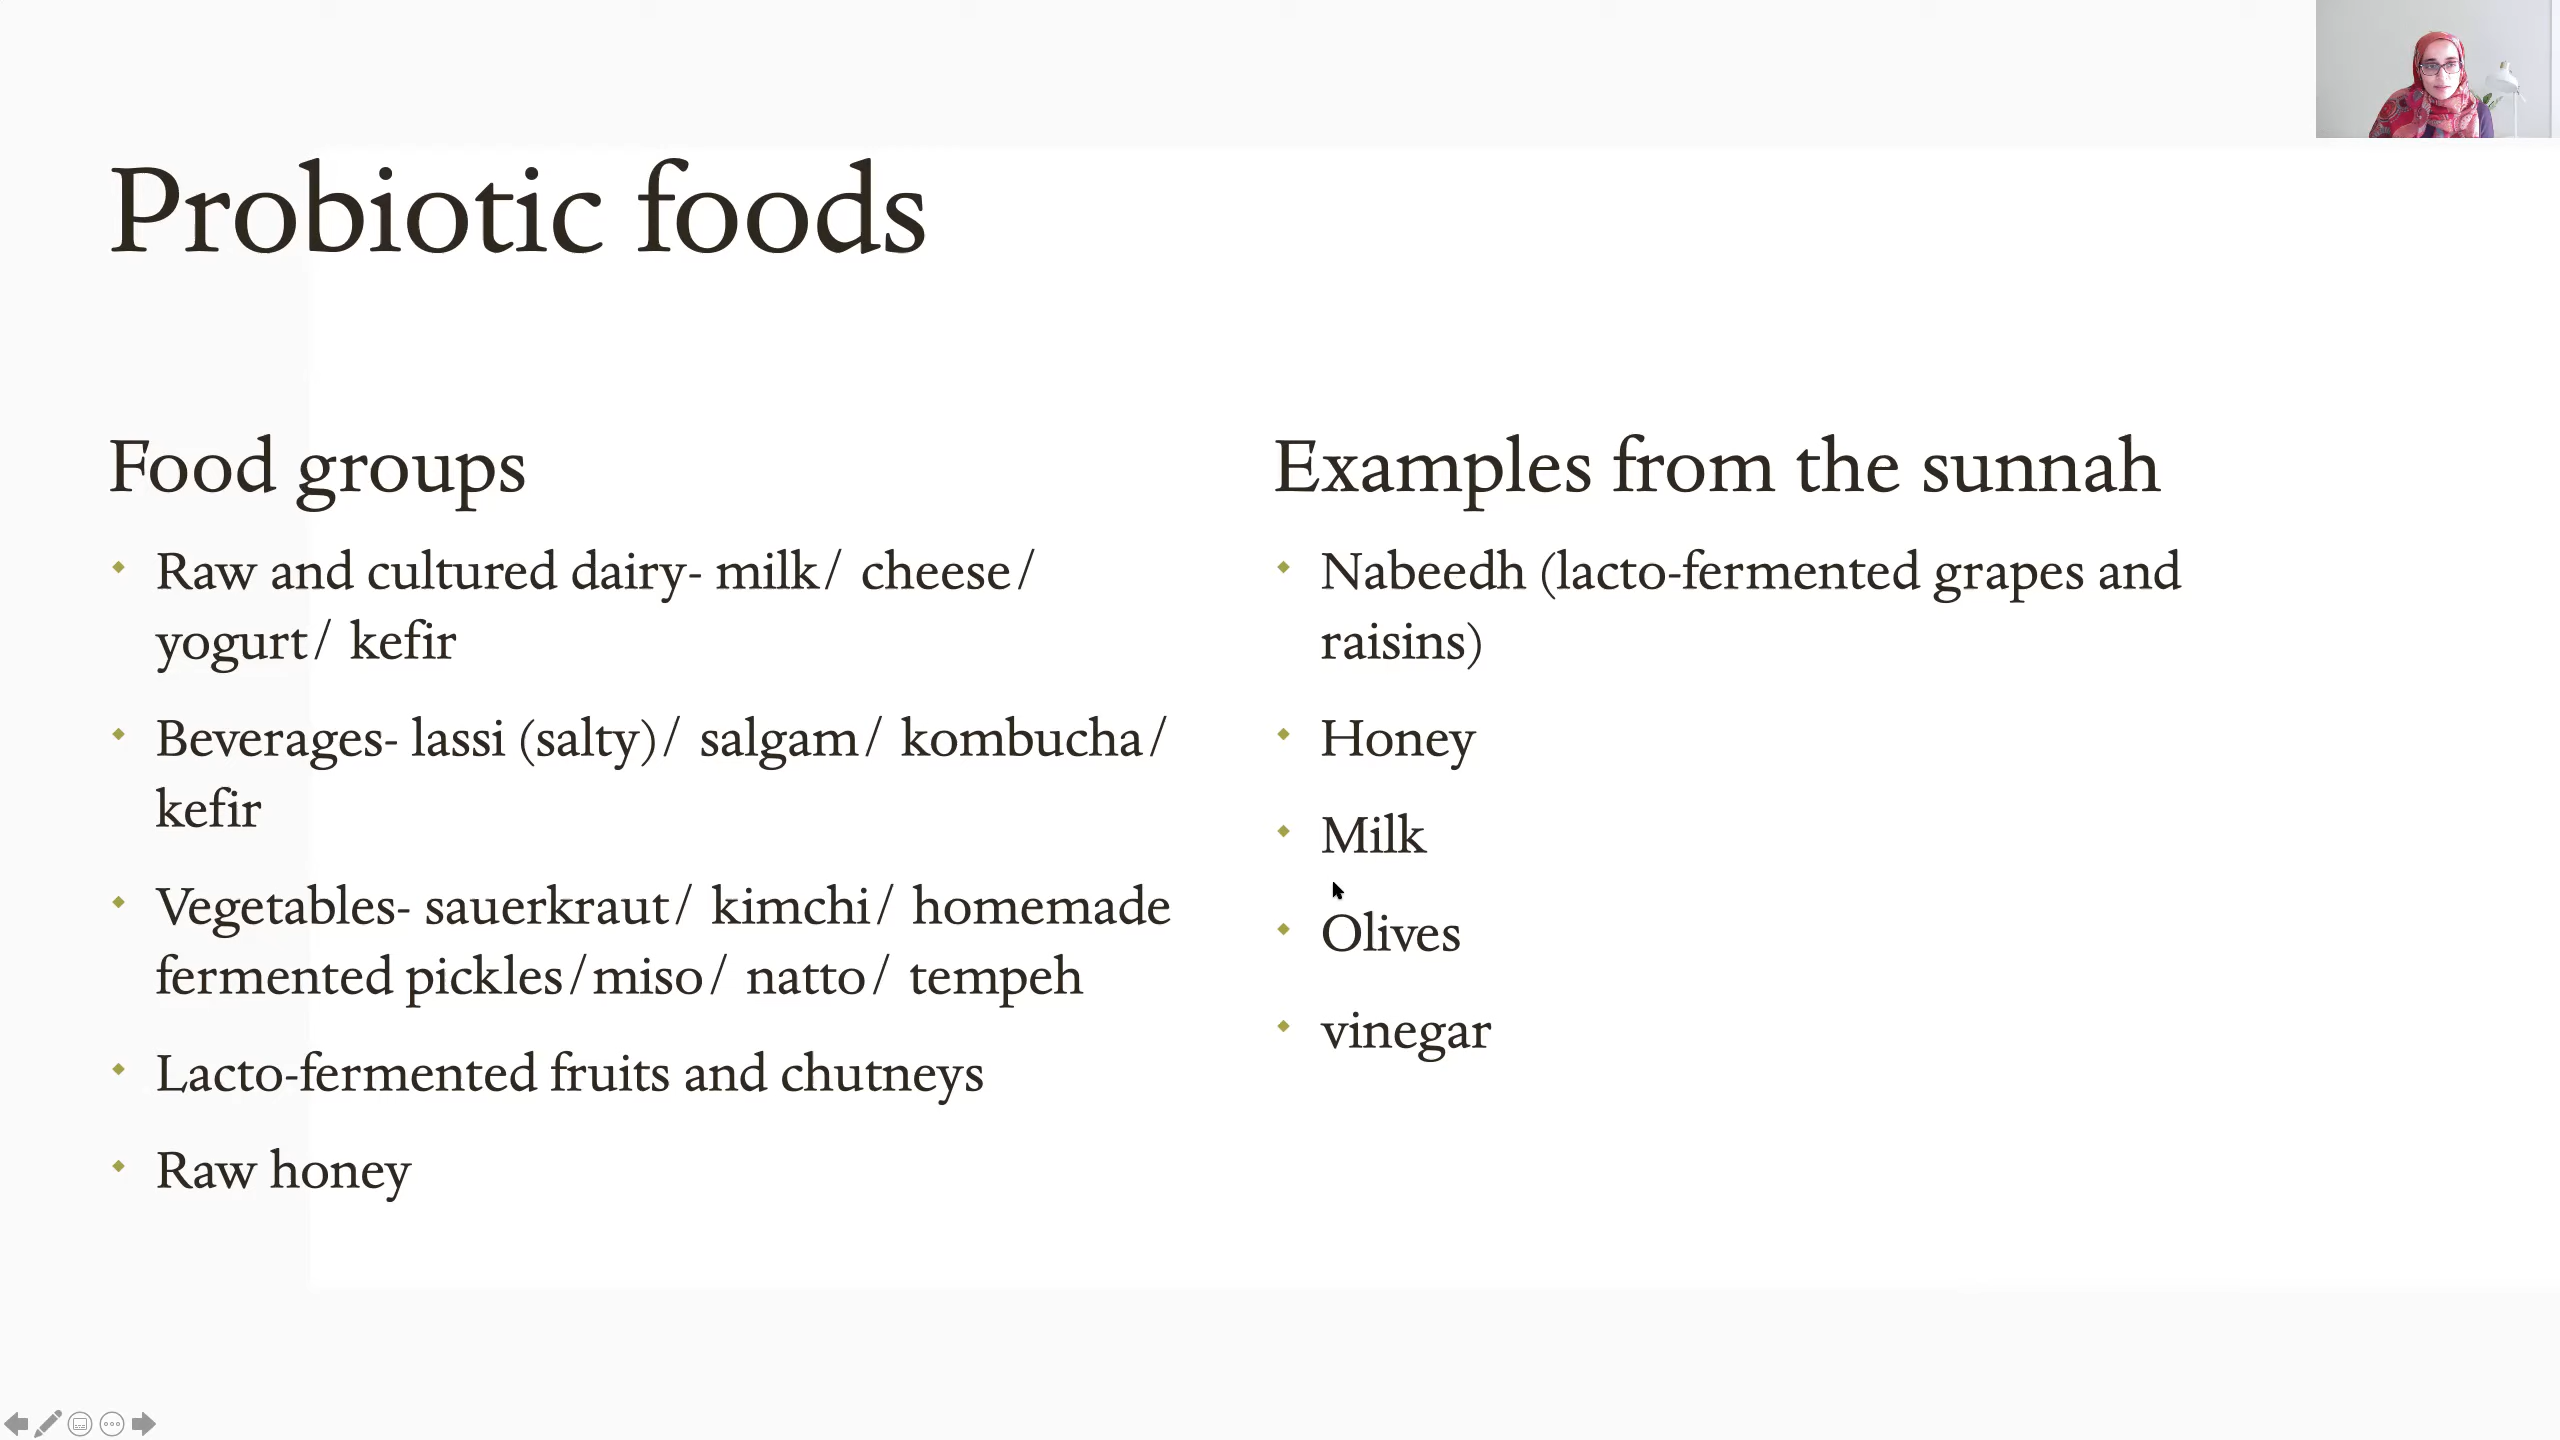 Probiotic foods
Food groups
Raw and cultured dairy- milk/ cheese/
yogurt/ kefir
Beverages- lassi (salty)/ salgam/ kombucha/
kefir
Vegetables- sauerkraut/ kimchi/ homemade
fermented pickles/miso/ natto/ tempeh
Lacto-fermented fruits and chutneys
Raw honey
Examples from the sunnah
Nabeedh (lacto-fermented grapes and
raisins)
Honey
Milk
Olives
vinegar